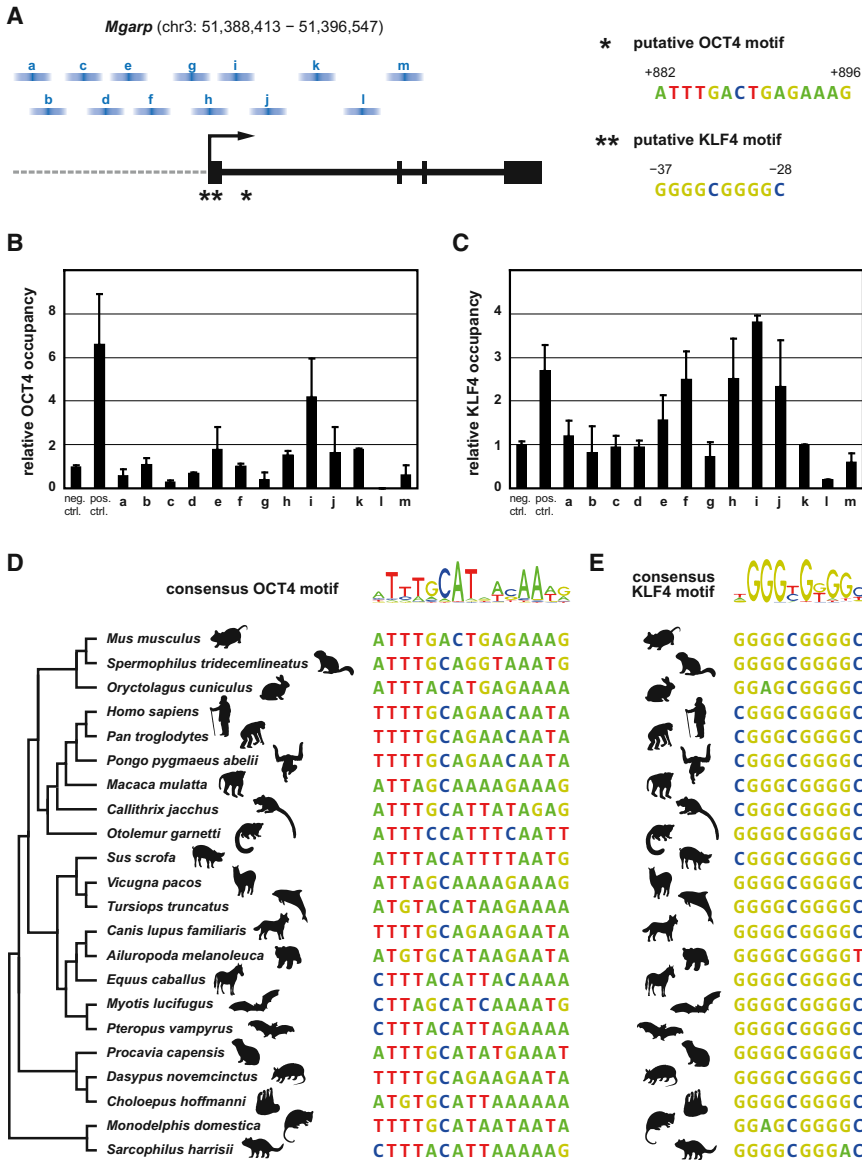 A
Mgarp (chr3: 51,388,413 – 51,396,547)
a c e g i k m
b d f h j l
** *
* putative OCT4 motif
+882 +896
ATTTGACTGAGAAAG
** putative KLF4 motif
−37 −28
GGGGCGGGGC
B
relative OCT4 occupancy
8
6
4
2
0
neg. ctrl. pos. ctrl. a b c d e f g h i j k l m
C
relative KLF4 occupancy
4
3
2
1
0
neg. ctrl. pos. ctrl. a b c d e f g h i j k l m
D
consensus OCT4 motif
Mus musculus ATTTGACTGAGAAAG
Spermophilus tridecemlineatus ATTTGCAGGTAAATG
Oryctolagus cuniculus ATTTACATGAGAAAA
Homo sapiens TTTTGCAGAACAATA
Pan troglodytes TTTTGCAGAACAATA
Pongo pygmaeus abelii TTTTGCAGAACAATA
Macaca mulatta ATTAGCAAAAGAAAG
Callithrix jacchus ATTTGCATTATAGAG
Otolemur garnetti ATTTCCATTTCAATT
Sus scrofa ATTTACATTTTAATG
Vicugna pacos ATTAGCAAAAGAAAG
Tursiops truncatus ATGTACATAAGAAAA
Canis lupus familiaris TTTTGCAGAAGAATA
Ailuropoda melanoleuca ATGTGCATAAGAATA
Equus caballus CTTTACATTACAAAA
Myotis lucifugus CTTAGCATCAAAATG
Pteropus vampyrus CTTTACATTAGAAAA
Procavia capensis ATTTGCATATGAAAT
Dasypus novemcinctus TTTTGCAGAAGAATA
Choloepus hoffmanni ATGTGCATTAAAAAA
Monodelphis domestica TTTTGCATAATAATA
Sarcophilus harrisii CTTTACATTAAAAAG
E
consensus
KLF4 motif
GGGGCGGGGC
GGGGCGGGGC
GGAGCGGGGC
CGGGCGGGGC
CGGGCGGGGC
CGGGCGGGGC
CGGGCGGGGC
CGGGCGGGGC
CGGGCGGGGC
CGGGCGGGGC
GGGGCGGGGC
GGGGCGGGGC
GGGGCGGGGC
GGGGCGGGGT
GGGGCGGGGC
GGGGCGGGGC
GGGGCGGGGC
GGGGCGGGGC
GGGGCGGGGC
GGGGCGGGGC
GGAGCGGGGC
GGGGCGGGAC